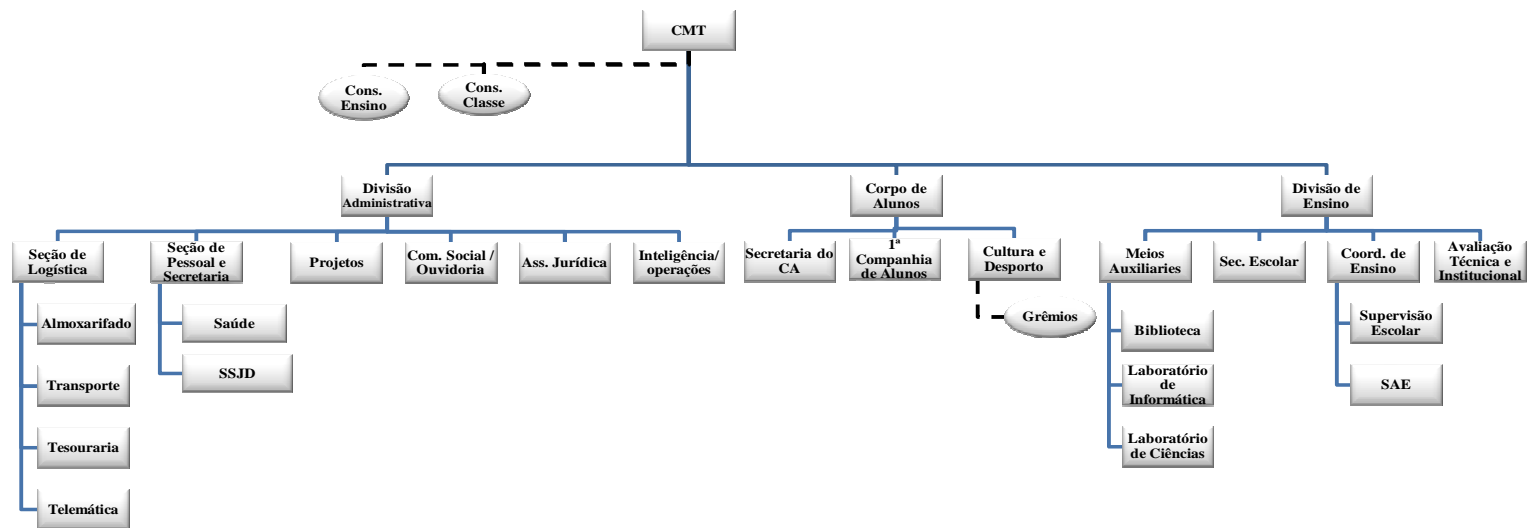 CMT
Cons.
Ensino
Cons.
Classe
Divisão
Administrativa
Corpo de
Alunos
Divisão de
Ensino
Seção de
Logística
Seção de
Pessoal e
Secretaria
Projetos
Com. Social /
Ouvidoria
Ass. Jurídica
Inteligência/
operações
Secretaria do
CA
1ª
Companhia
de Alunos
Cultura e
Desporto
Meios
Auxiliaries
Sec. Escolar
Coord. de
Ensino
Avaliação
Técnica e
Institucional
Almoxarifado
Saúde
Grêmios
Biblioteca
Supervisão
Escolar
Transporte
SSJD
Laboratório
de
Informática
SAE
Tesouraria
Laboratório
de Ciências
Telemática